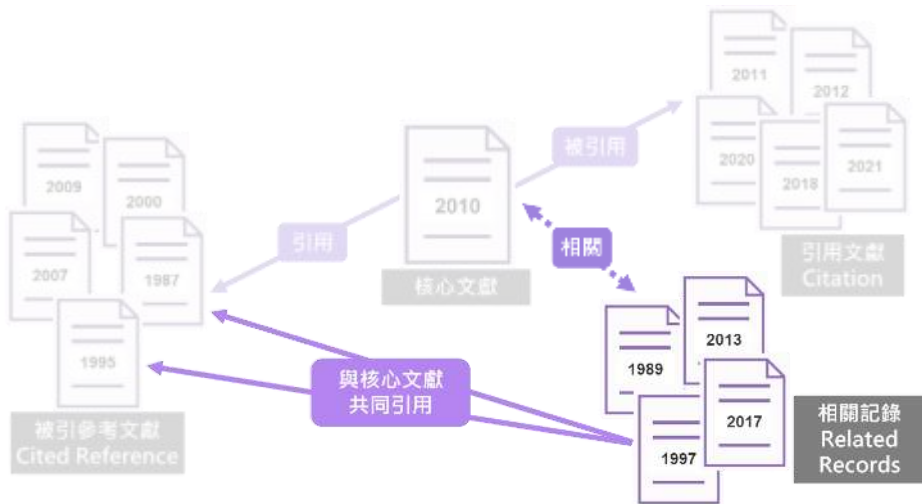 2011
2012
2020
2018
2021
引用文獻
Citation
被引用
2010
核心文獻
相關
引用
2009
2000
2007
1987
1995
被引參考文獻
Cited Reference
與核心文獻
共同引用
2013
1989
2017
1997
相關記錄
Related
Records